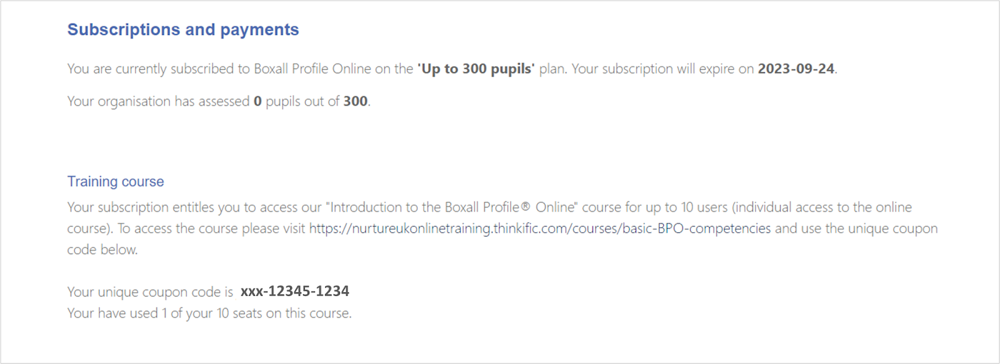 Subscriptions and payments
You are currently subscribed to Boxall Profile Online on the 'Up to 300 pupils' plan. Your subscription will expire on 2023-09-24.
Your organisation has assessed 0 pupils out of 300.
Training course
Your subscription entitles you to access our "Introduction to the Boxall Profile® Online" course for up to 10 users (individual access to the online
course). To access the course please visit https://nurtureukonlinetraining.thinkific.com/courses/basic-BPO-competencies and use the unique coupon
code below.
Your unique coupon code is xxx-12345-1234
Your have used 1 of your 10 seats on this course.